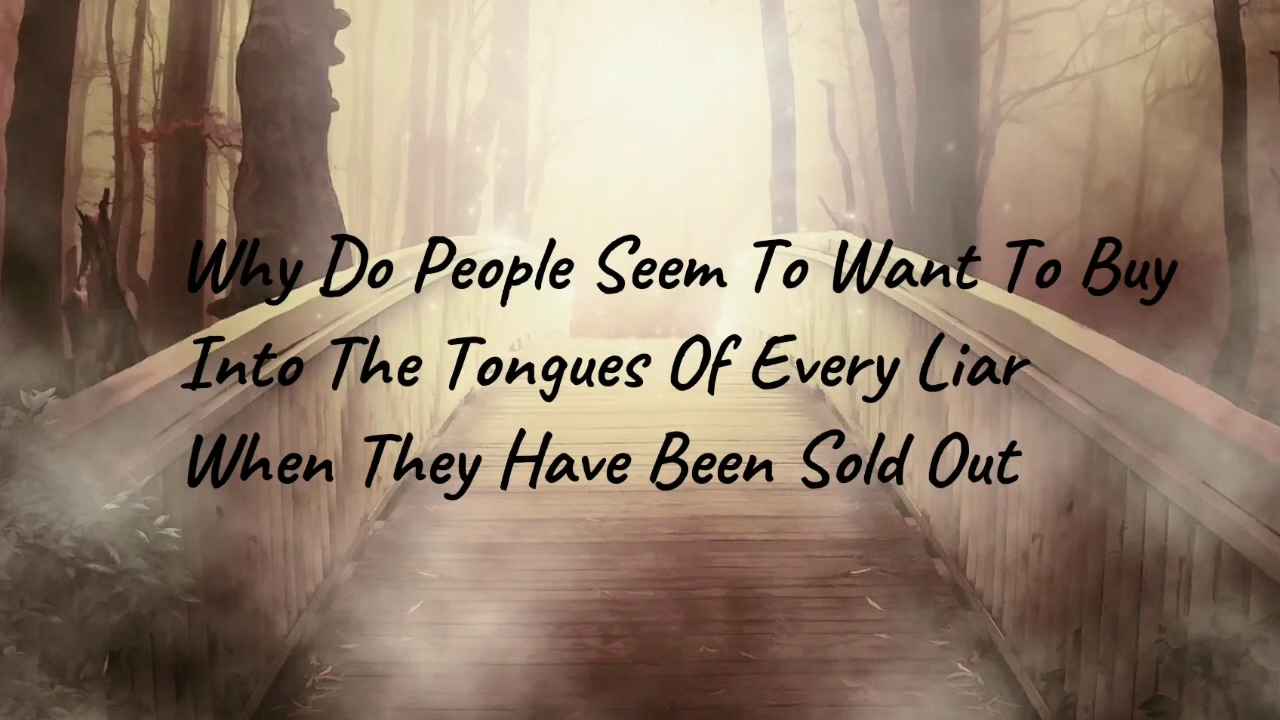 Why Do People Seem To Want To Buy
Into The Tongues Of Every Liar
When They Have Been Sold Out